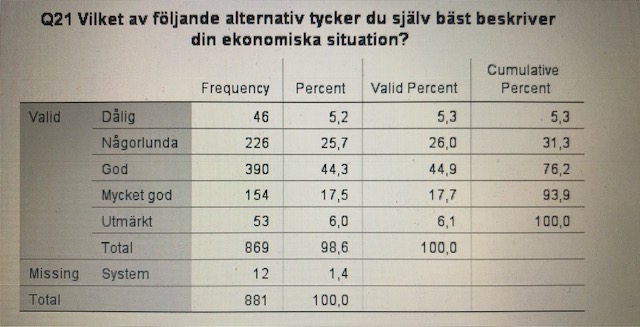 Q21 Vilket av följande alternativ tycker du själv bäst beskriver
din ekonomiska situation?
Frequency Percent Valid Percent Cumulative Percent
Valid Dålig 46 5,2 5,3 5,3
Någorlunda 226 25,7 26,0 31,3
God 390 44,3 44,9 76,2
Mycket god 154 17,5 17,7 93,9
Utmärkt 53 6,0 6,1 100,0
Total 869 98,6 100,0
Missing System 12 1,4
Total 881 100,0